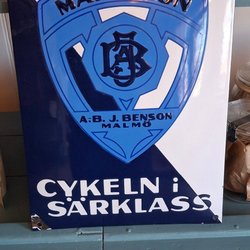 A:B. J. BENSON
MALMÖ
CYKELN i
SÄRKLASS